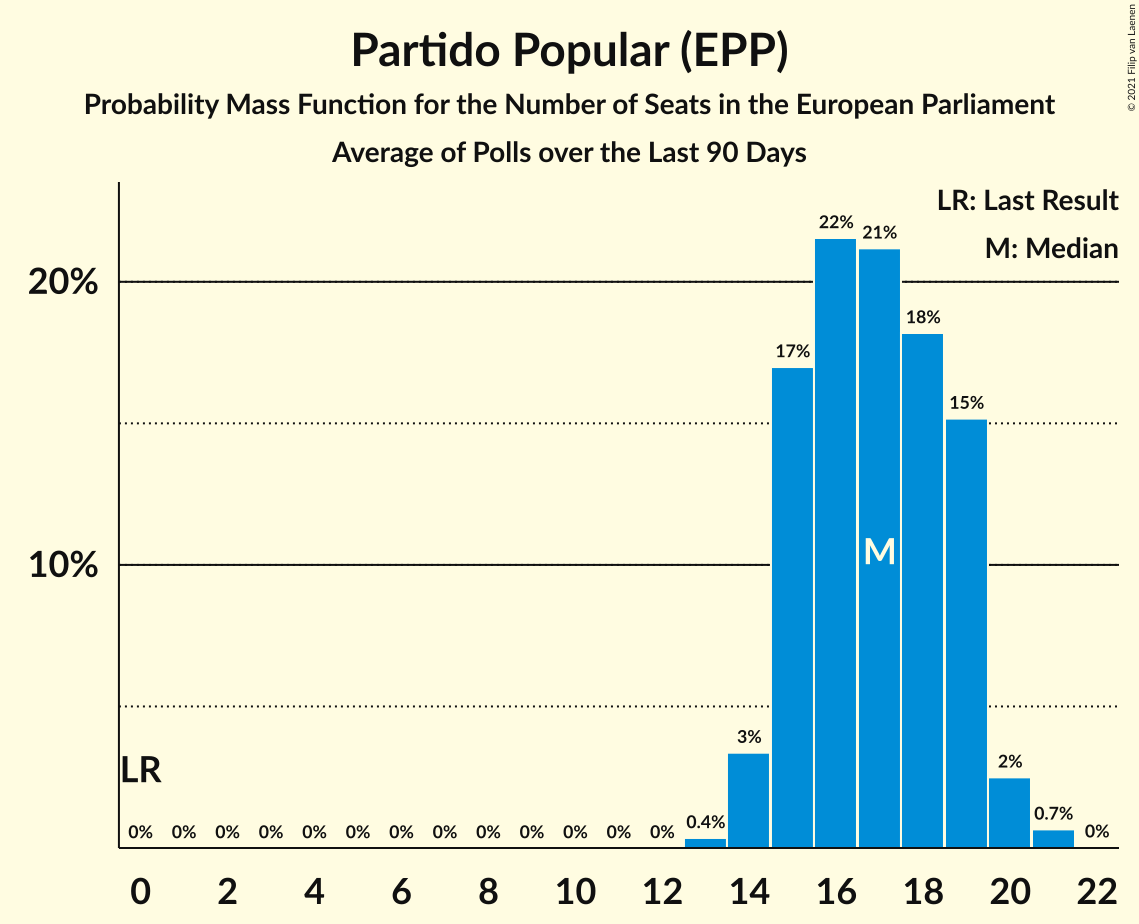 Partido Popular (EPP)
Probability Mass Function for the Number of Seats in the European Parliament
Average of Polls over the Last 90 Days
© 2021 Filip van Laenen
LR: Last Result
M: Median
22% 21%
20%
18%
17%
15%
M
10%
3%
LR
2%
0% 0% 0% 0% 0% 0% 0% 0% 0% 0% 0% 0% 0% 0.4% 0.7% 0%
0 2 4 6 8 10 12 14 16 18 20 22